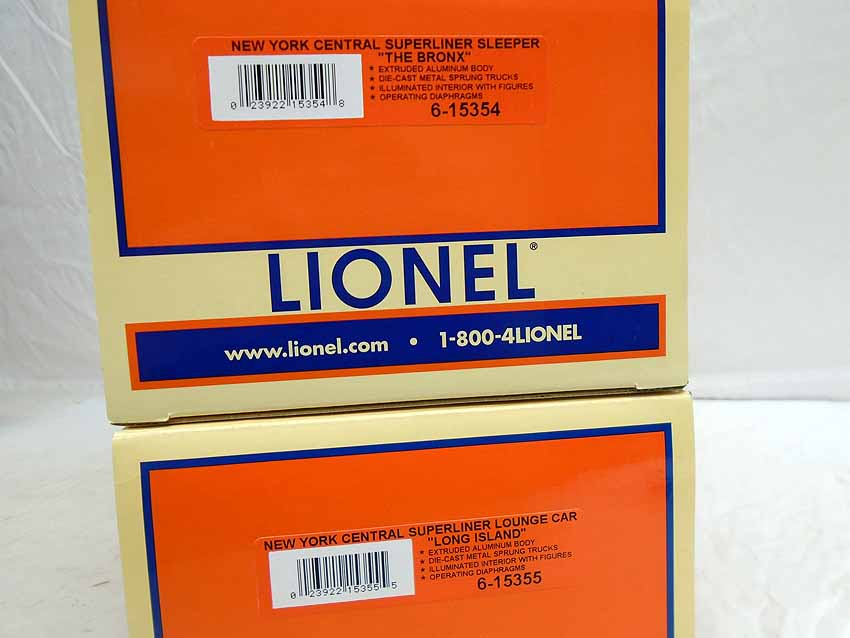 NEW YORK CENTRAL SUPERLINER SLEEPER
"THE BRONX"
★ EXTRUDED ALUMINUM BODY
★ DIE-CAST METAL SPRUNG TRUCKS
★ ILLUMINATED INTERIOR WITH FIGURES
★ OPERATING DIAPHRAGMS
0 23922 15354 8
6-15354
LIONEL®
www.lionel.com • 1-800-4LIONEL
NEW YORK CENTRAL SUPERLINER LOUNGE CAR
"LONG ISLAND"
★ EXTRUDED ALUMINUM BODY
★ DIE-CAST METAL SPRUNG TRUCKS
★ ILLUMINATED INTERIOR WITH FIGURES
★ OPERATING DIAPHRAGMS
0 23922 15355 5
6-15355